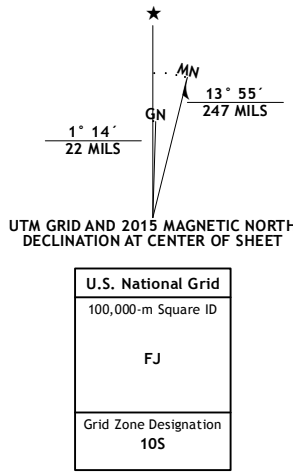 ★
MN
GN
13° 55´
247 MILS
1° 14´
22 MILS
UTM GRID AND 2015 MAGNETIC NORTH
DECLINATION AT CENTER OF SHEET
U.S. National Grid
100,000-m Square ID
FJ
Grid Zone Designation
10S